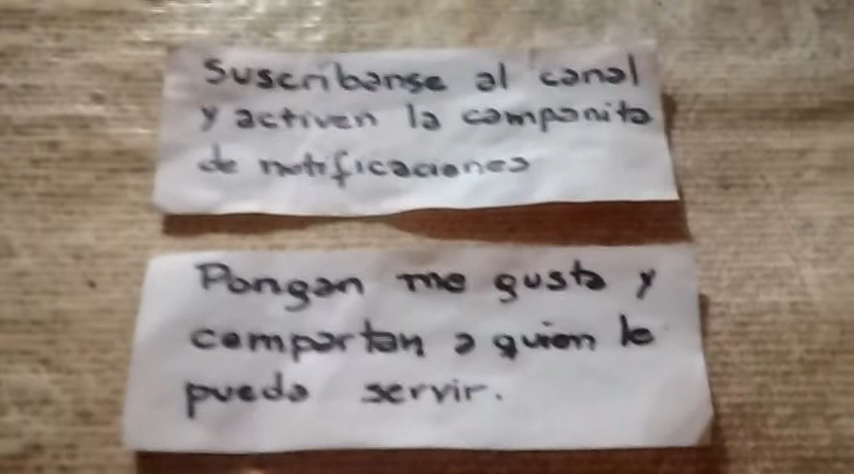 Suscribanse al canal
y activen la campanita
de notificaciones
Pongan me gusta y
compartan a quien le
pueda servir.